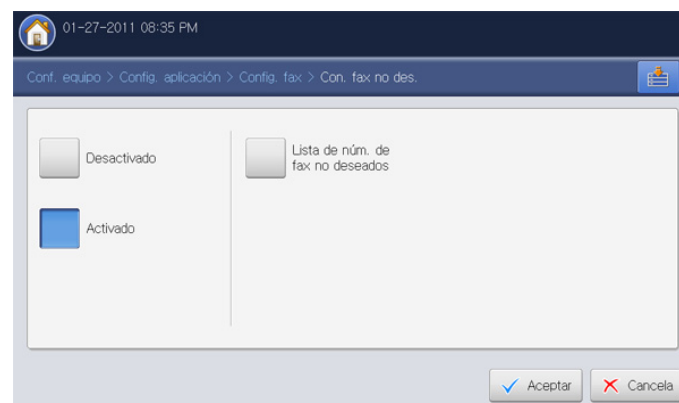 01-27-2011 08:35 PM
Conf. equipo > Config. aplicación > Config. fax > Con. fax no des.
Desactivado
Lista de núm. de
fax no deseados
Activado
Aceptar
Cancela